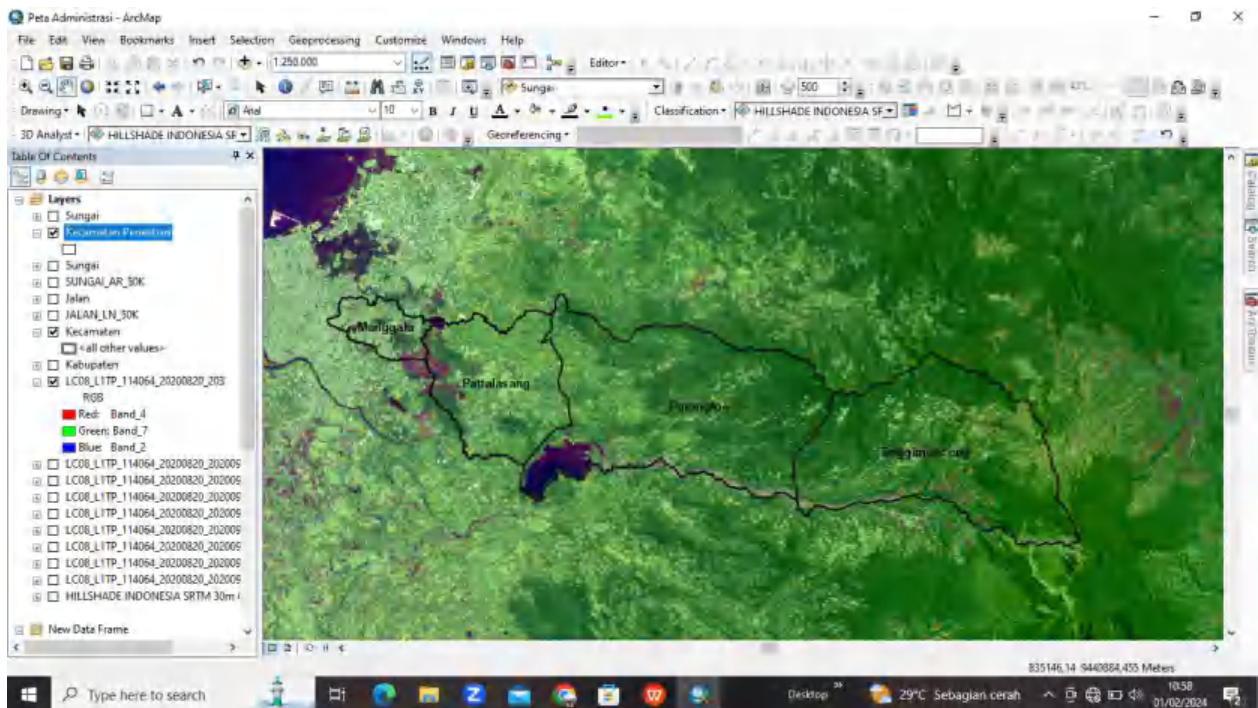 Peta Administrasi - ArcMap
File Edit View Bookmarks Insert Selection Geoprocessing Customize Windows Help
1:250.000 Editor
Sungai 500
Drawing A Arial 10 B I U A Classification HILLSHADE INDONESIA SF
3D Analyst HILLSHADE INDONESIA SF Georeferencing
Table Of Contents
Layers
Sungai
Kecamatan Penelitian
Sungai
SUNGAI_AR_50K
Jalan
JALAN_LN_50K
Kecamatan
<all other values>
Kabupaten
LC08_L1TP_114064_20200820_203
RGB
Red: Band_4
Green: Band_7
Blue: Band_2
LC08_L1TP_114064_20200820_202009
LC08_L1TP_114064_20200820_202009
LC08_L1TP_114064_20200820_202009
LC08_L1TP_114064_20200820_202009
LC08_L1TP_114064_20200820_202009
LC08_L1TP_114064_20200820_202009
LC08_L1TP_114064_20200820_202009
LC08_L1TP_114064_20200820_202009
HILLSHADE INDONESIA SRTM 30m
New Data Frame
Manggala
Pattalasang
Catalog
Search
835146,14 9440884,455 Meters
Type here to search
Desktop
29°C Sebagian cerah
10:58
01/02/2024